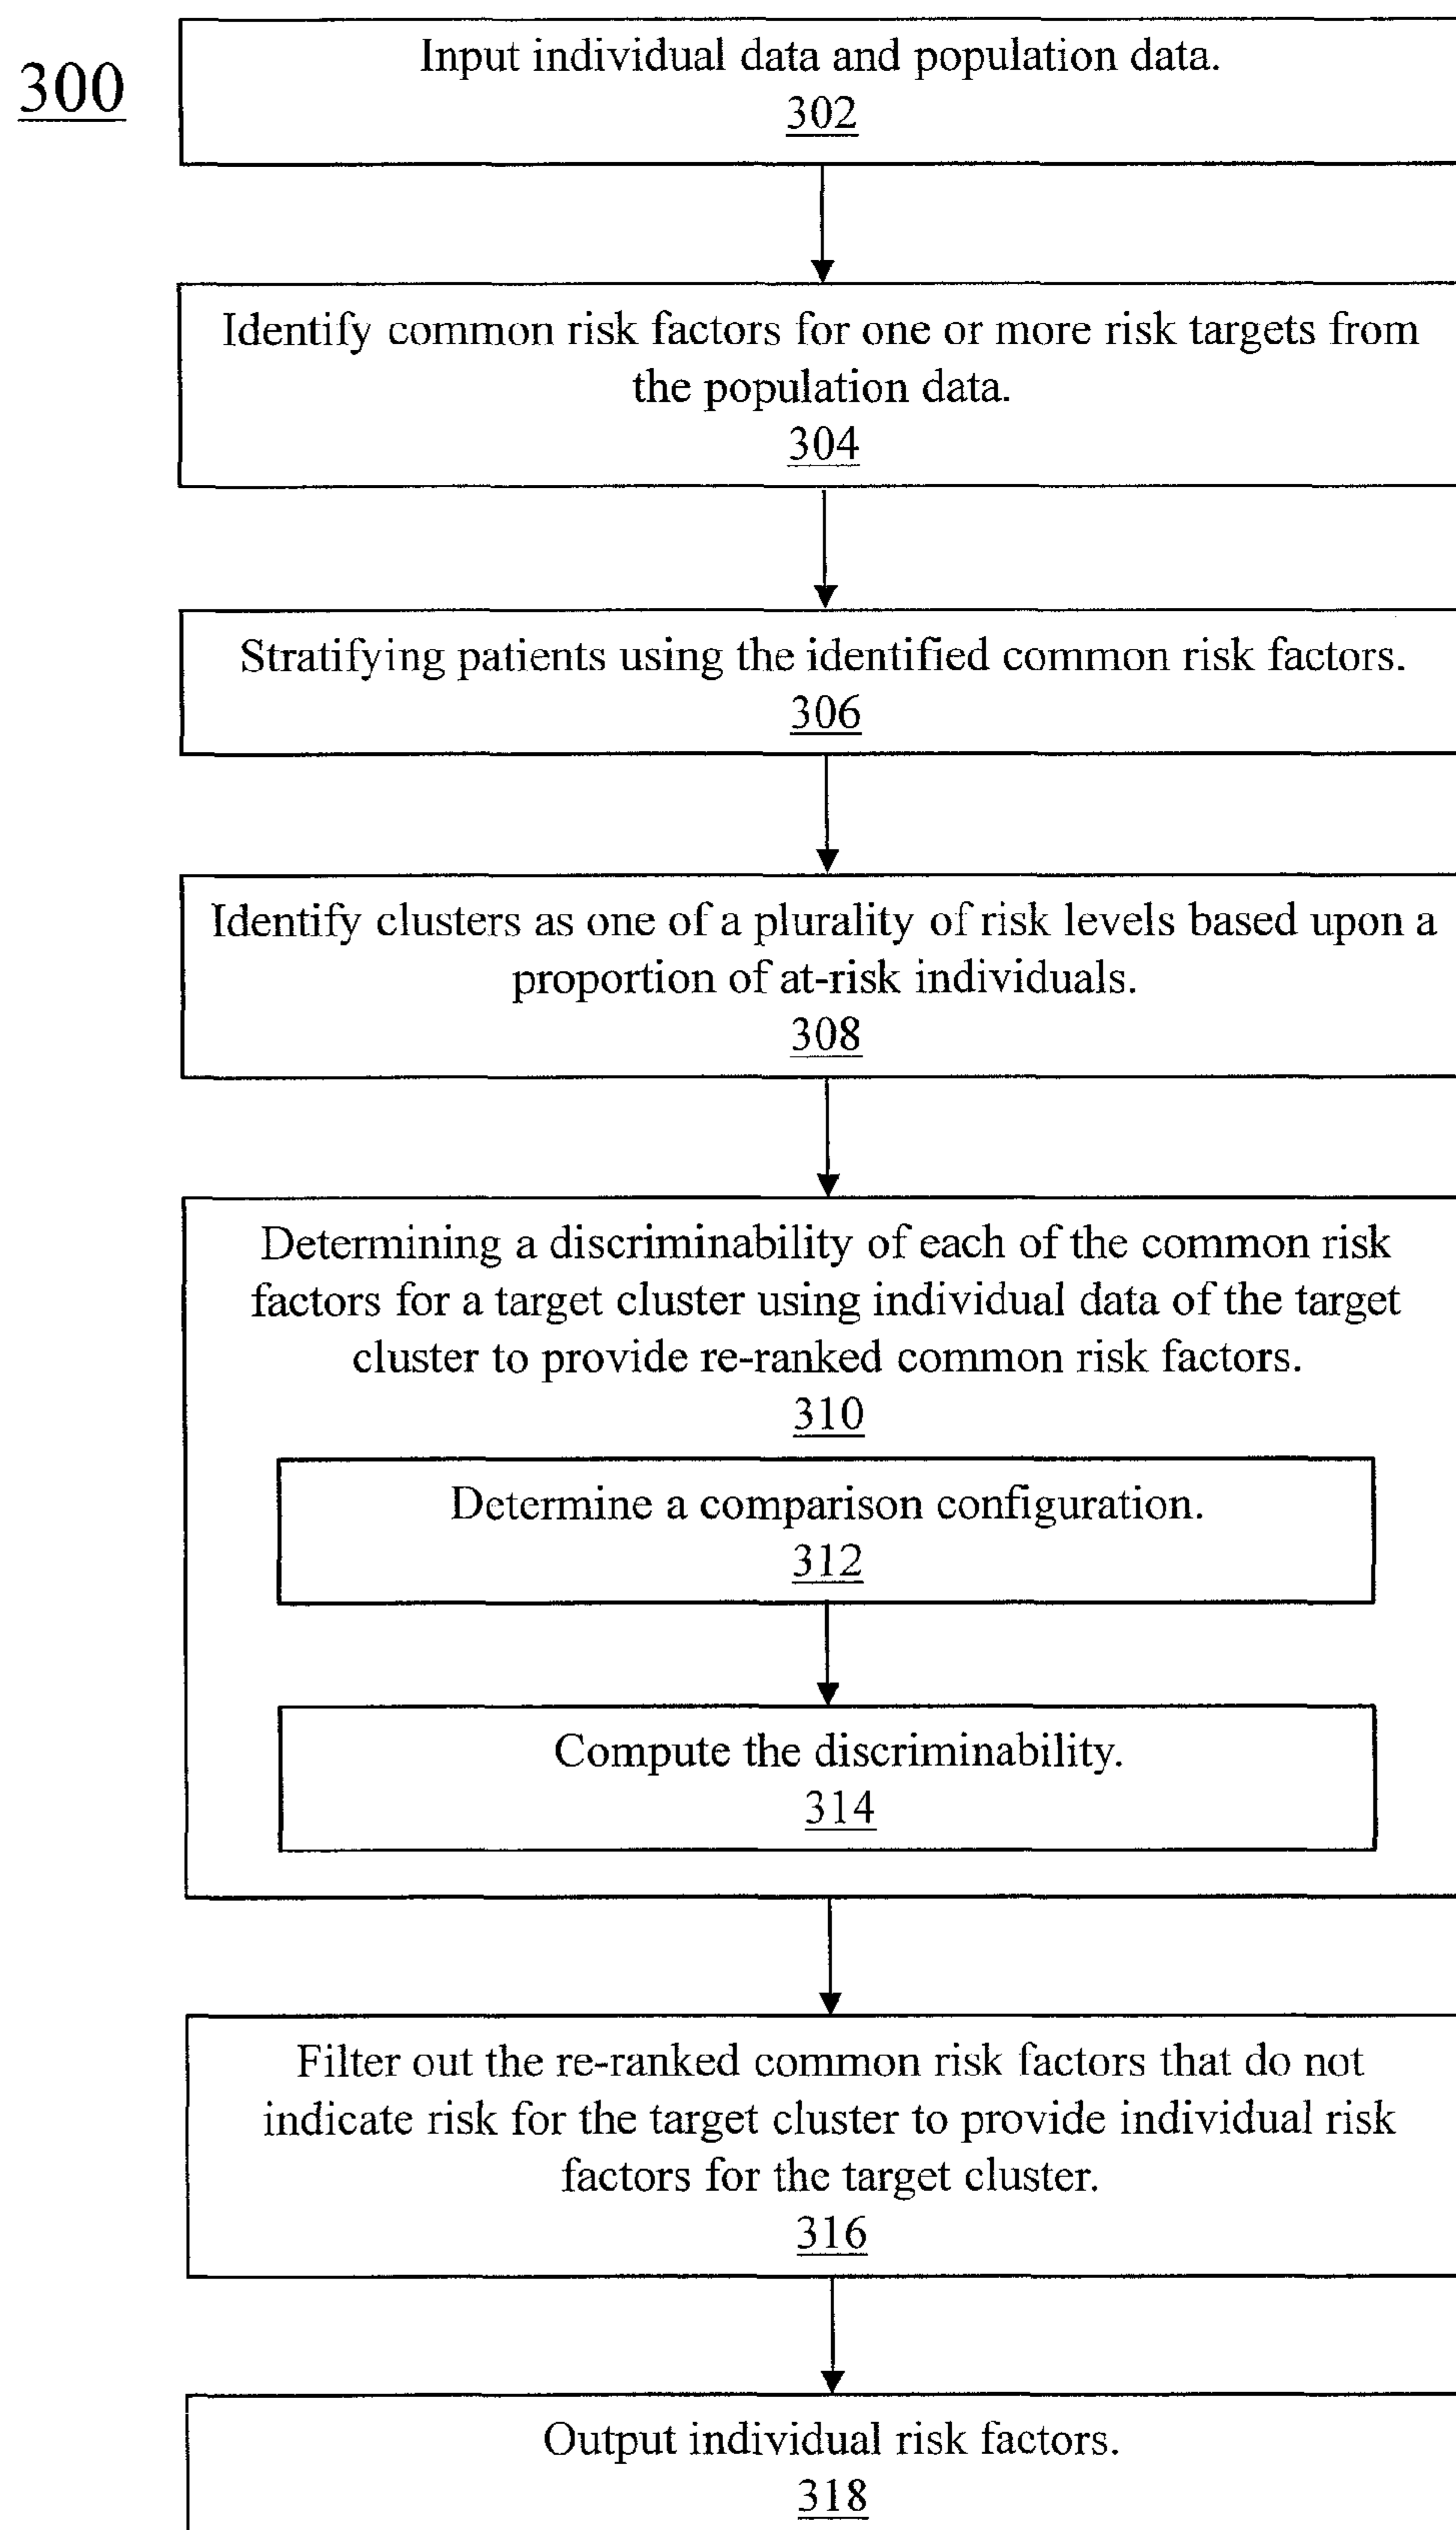 300
Input individual data and population data.
302
Identify common risk factors for one or more risk targets from
the population data.
304
Stratifying patients using the identified common risk factors.
306
Identify clusters as one of a plurality of risk levels based upon a
proportion of at-risk individuals.
308
Determining a discriminability of each of the common risk
factors for a target cluster using individual data of the target
cluster to provide re-ranked common risk factors.
310
Determine a comparison configuration.
312
Compute the discriminability.
314
Filter out the re-ranked common risk factors that do not
indicate risk for the target cluster to provide individual risk
factors for the target cluster.
316
Output individual risk factors.
318